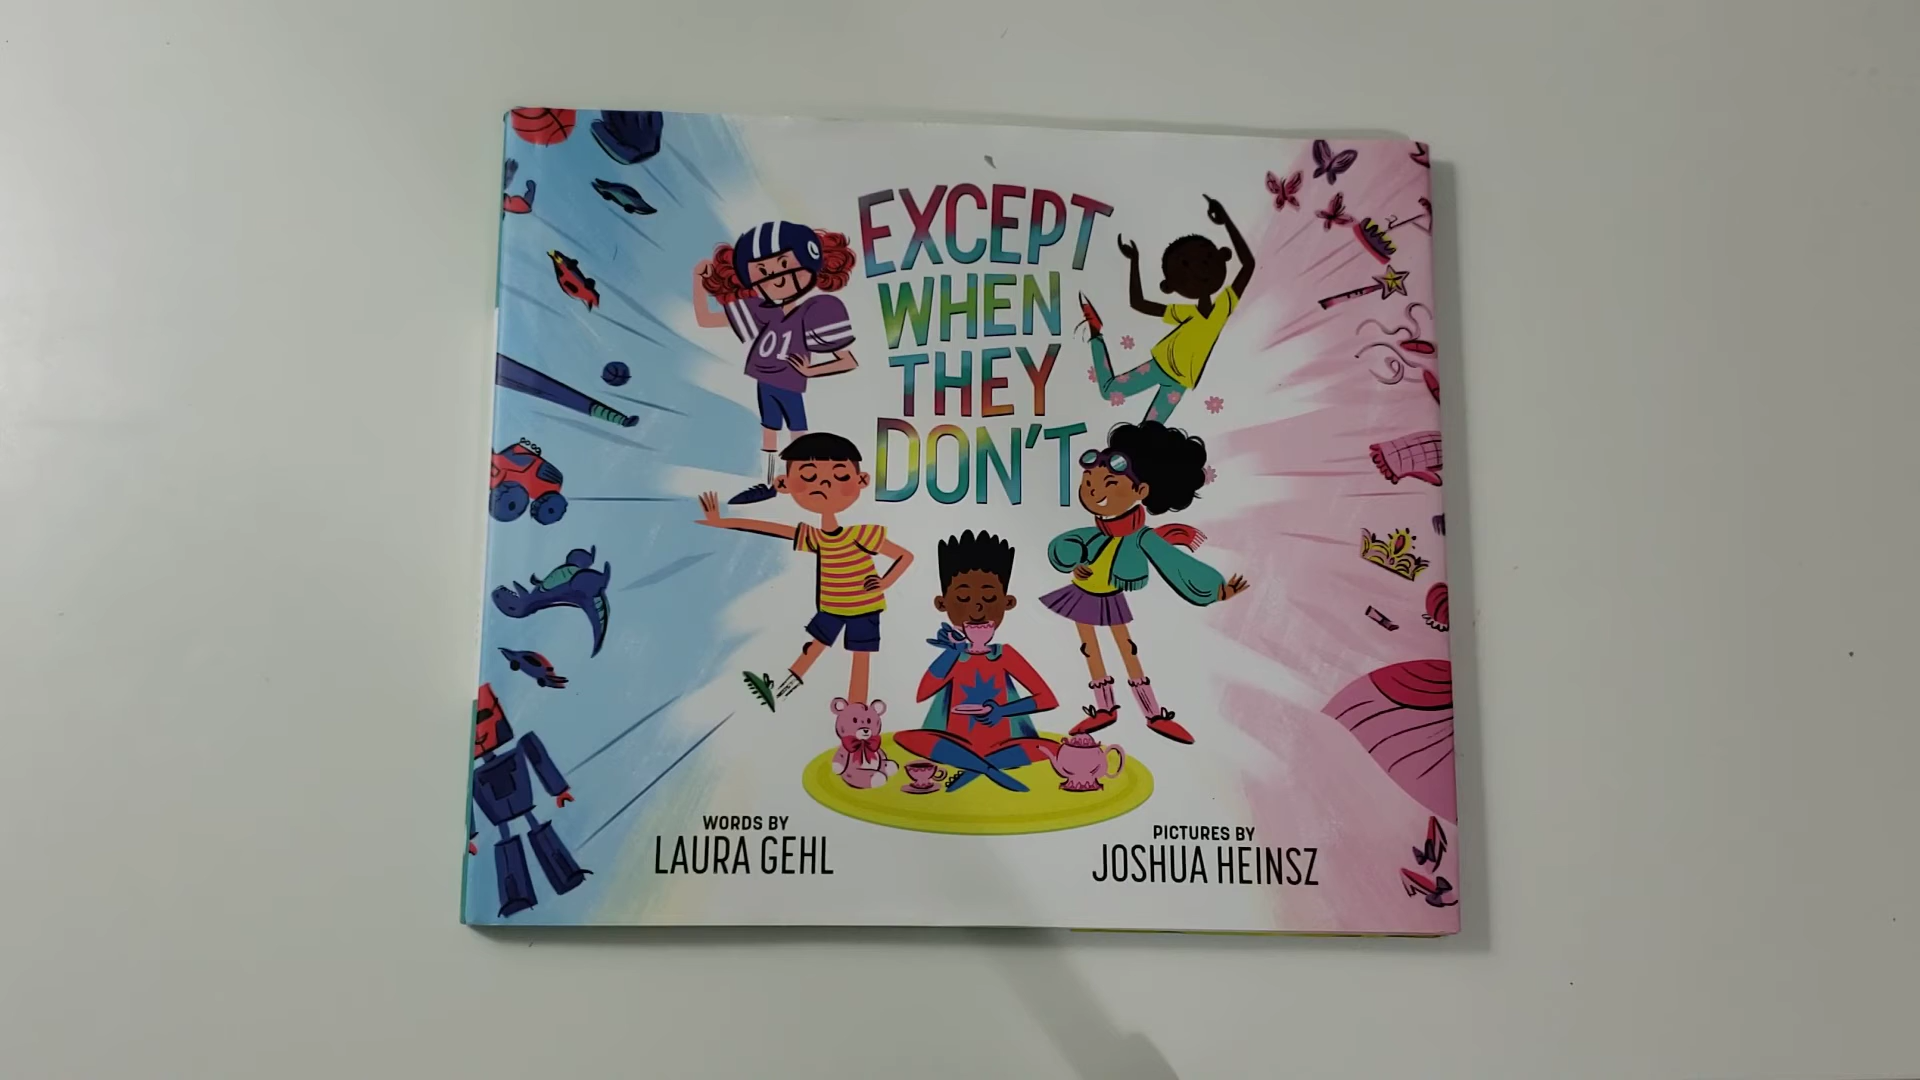 EXCEPT
WHEN
THEY
DON'T
01
WORDS BY
LAURA GEHL
PICTURES BY
JOSHUA HEINSZ